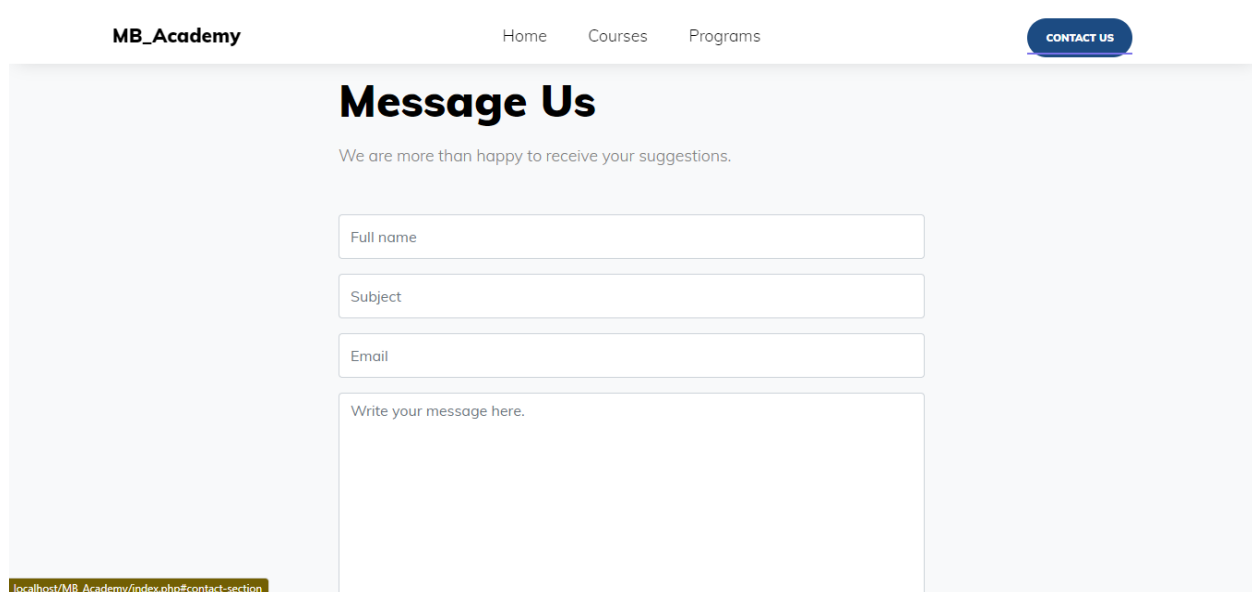 MB_Academy Home Courses Programs CONTACT US
Message Us
We are more than happy to receive your suggestions.
Full name
Subject
Email
Write your message here.
localhost/MB_Academy/index.php#contact-section